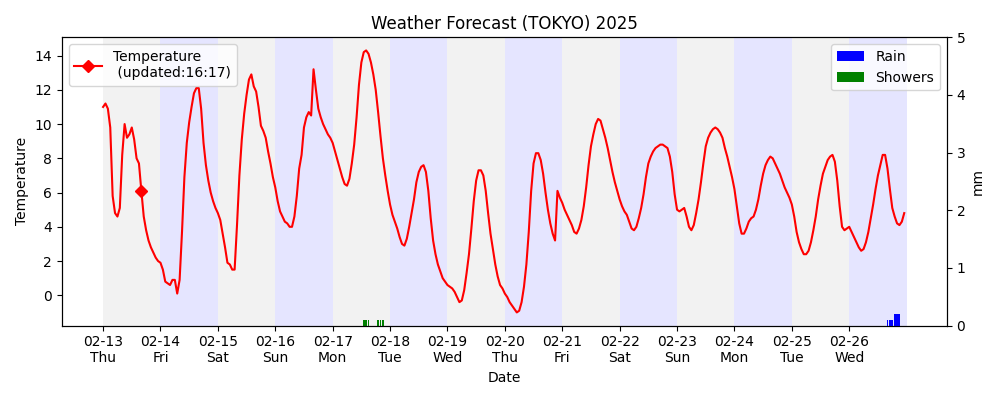 Weather Forecast (TOKYO) 2025
Temperature
(updated:16:17)
Rain
Showers
Temperature
14
12
10
8
6
4
2
0
5
4
3
2
1
0
mm
02-13 02-14 02-15 02-16 02-17 02-18 02-19 02-20 02-21 02-22 02-23 02-24 02-25 02-26
Thu Fri Sat Sun Mon Tue Wed Thu Fri Sat Sun Mon Tue Wed
Date